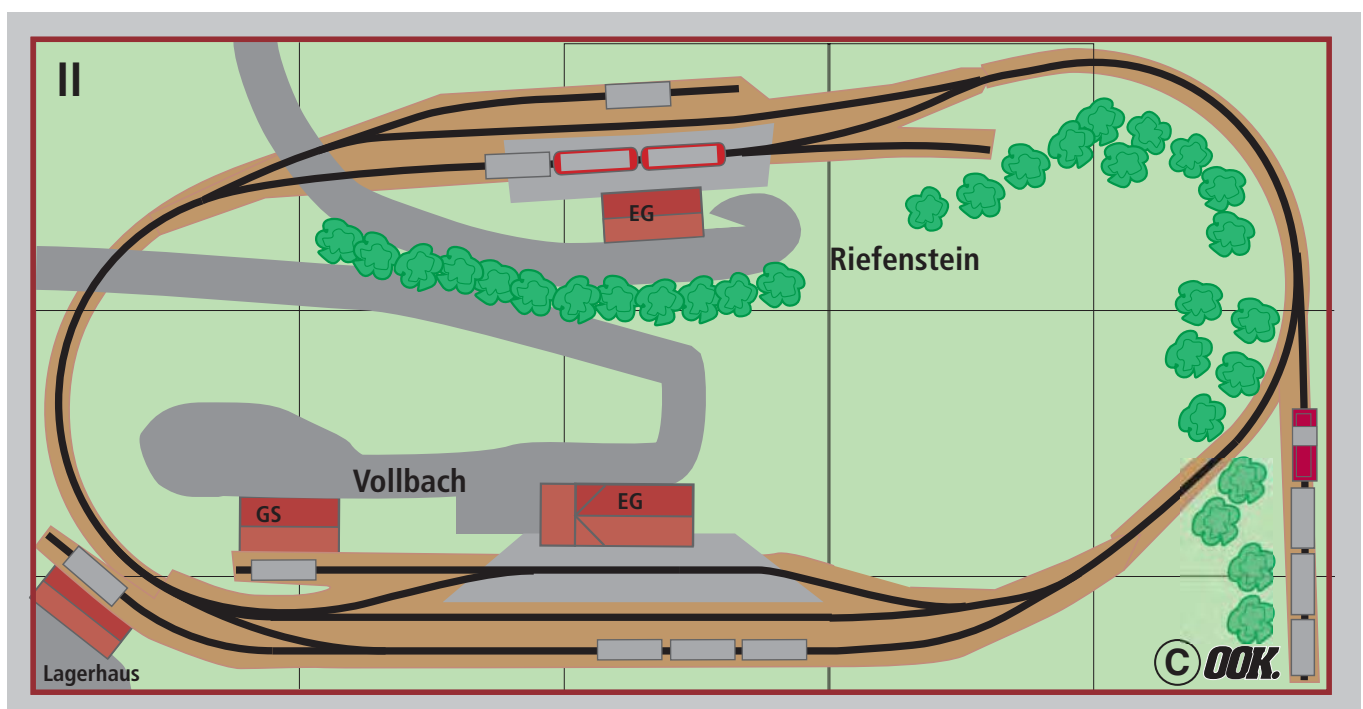 II
EG
Riefenstein
Vollbach
GS
EG
Lagerhaus
© OOK.